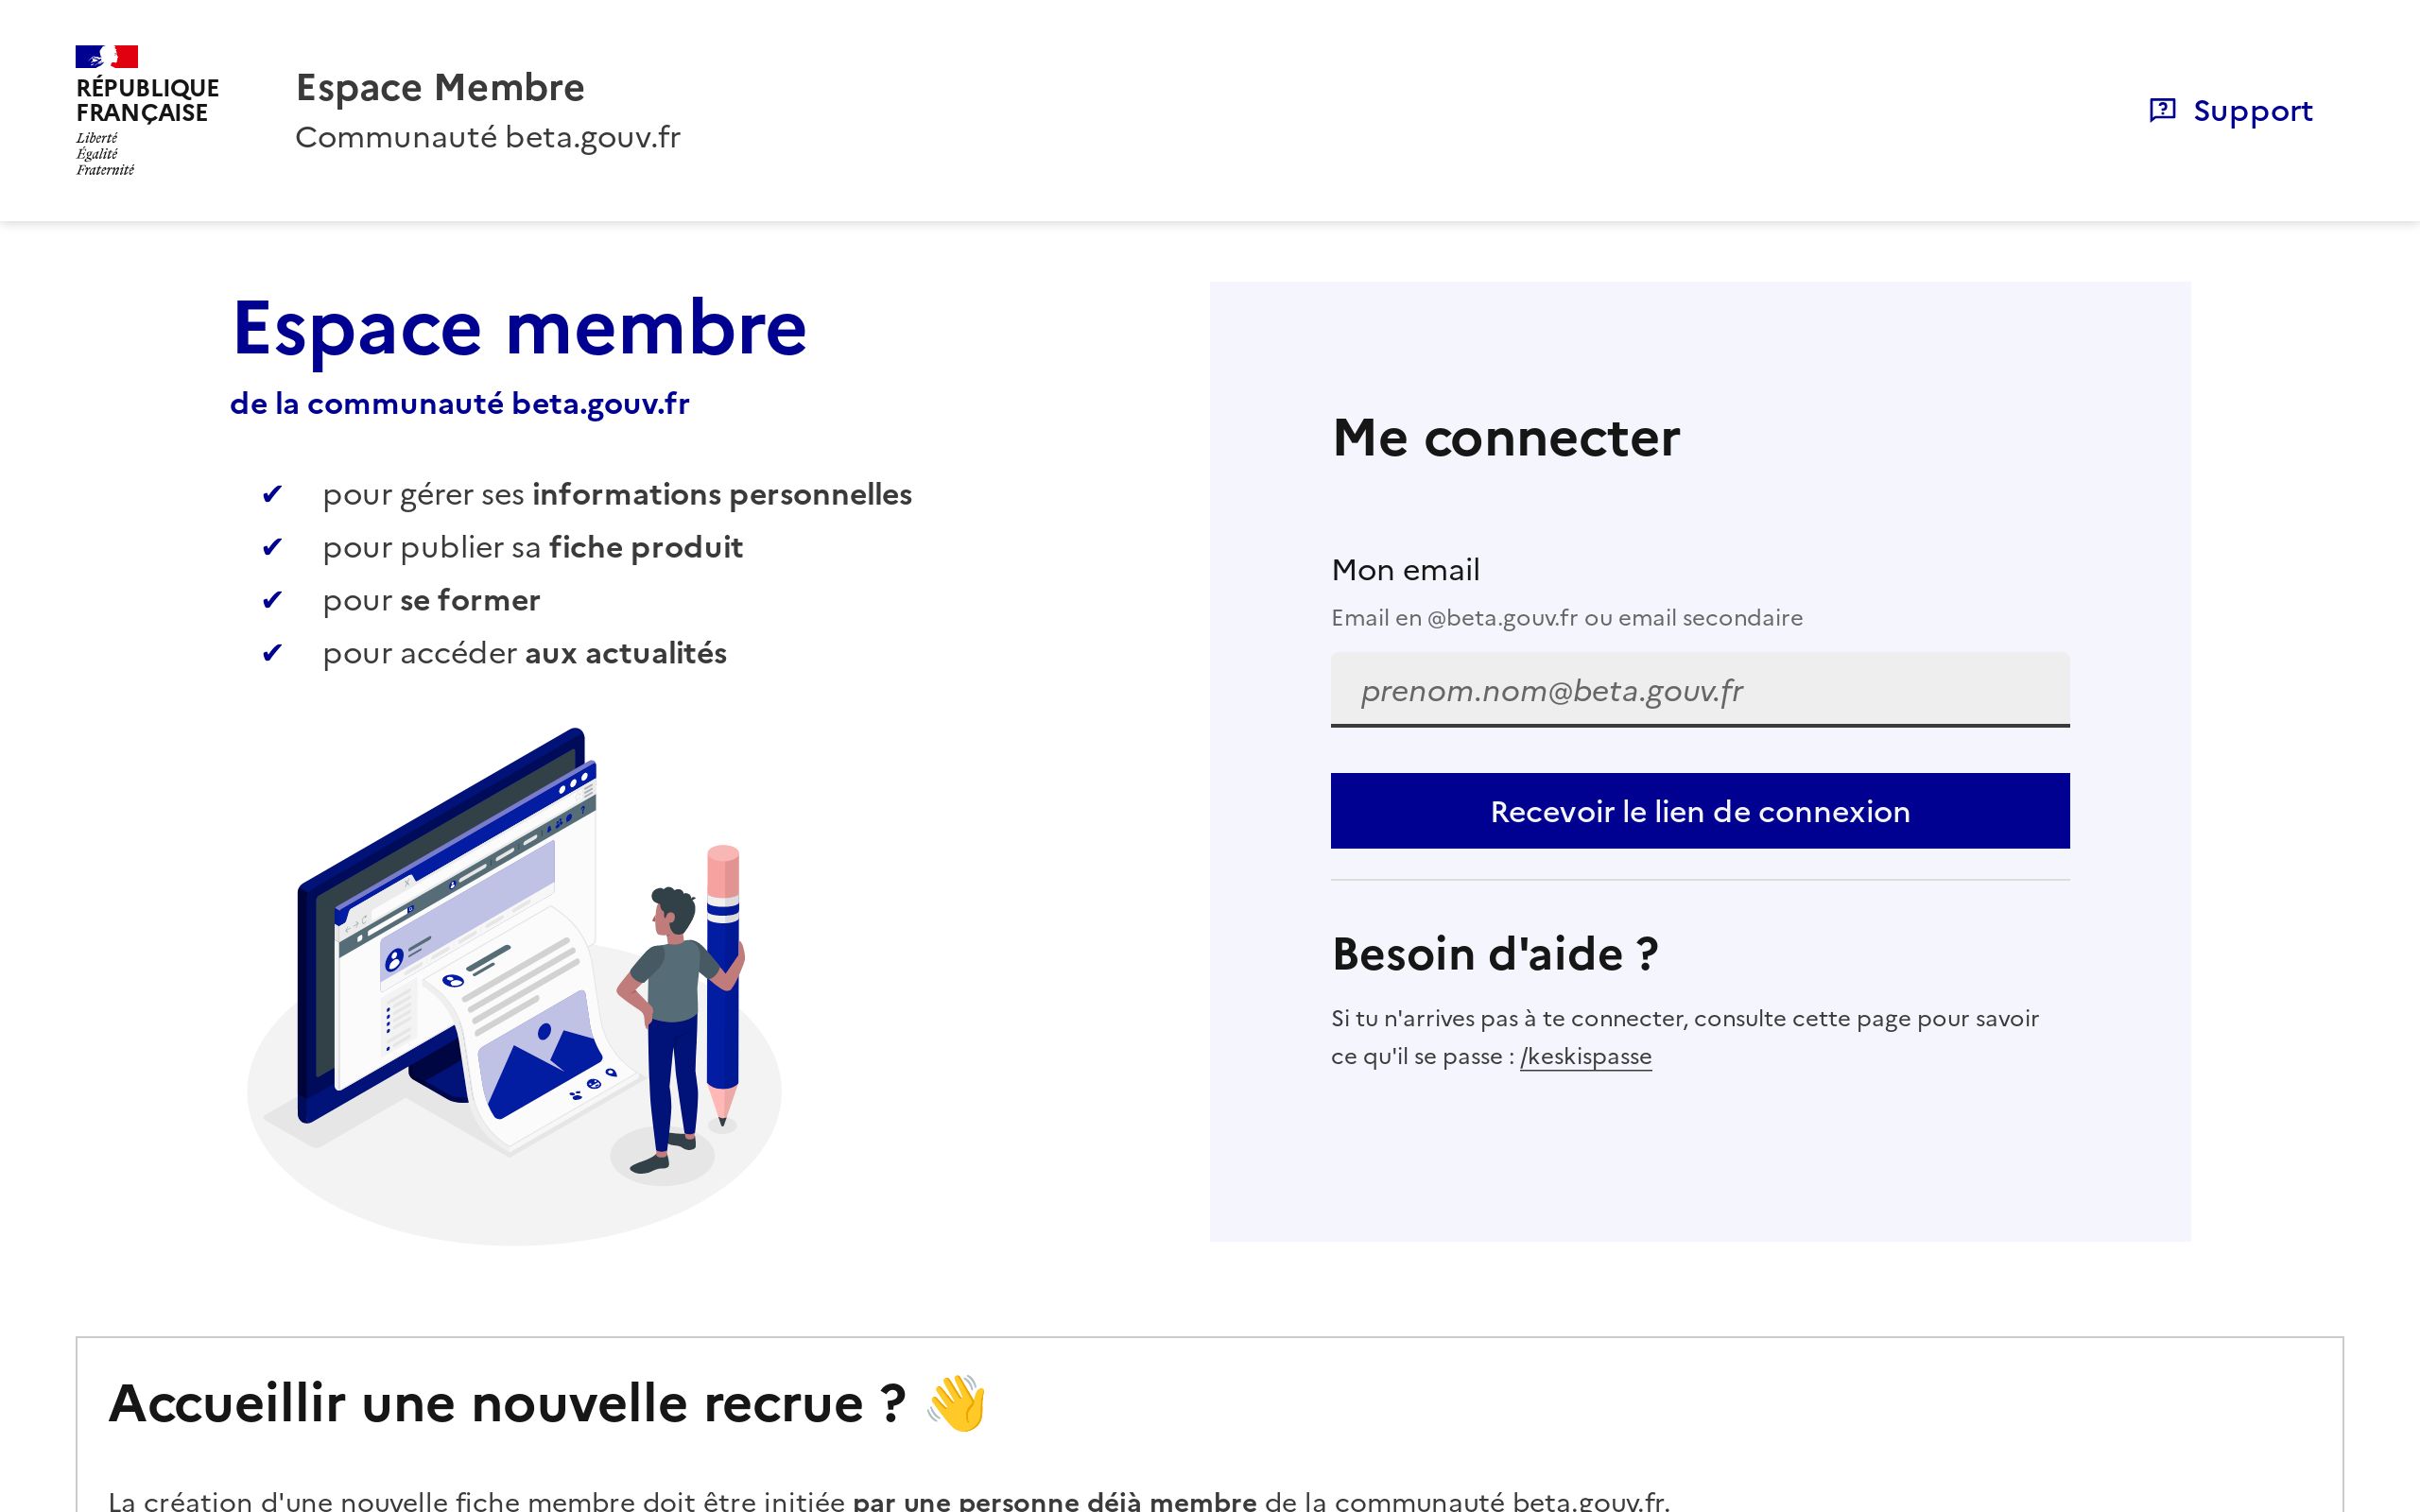 RÉPUBLIQUE
FRANÇAISE
Liberté
Égalité
Fraternité
Espace Membre
Communauté beta.gouv.fr
Support
Espace membre
de la communauté beta.gouv.fr
✔ pour gérer ses informations personnelles
✔ pour publier sa fiche produit
✔ pour se former
✔ pour accéder aux actualités
Me connecter
Mon email
Email en @beta.gouv.fr ou email secondaire
prenom.nom@beta.gouv.fr
Recevoir le lien de connexion
Besoin d'aide ?
Si tu n'arrives pas à te connecter, consulte cette page pour savoir
ce qu'il se passe : /keskispasse
Accueillir une nouvelle recrue ? 👋
La création d'une nouvelle fiche membre doit être initiée par une personne déjà membre de la communauté beta.gouv.fr.